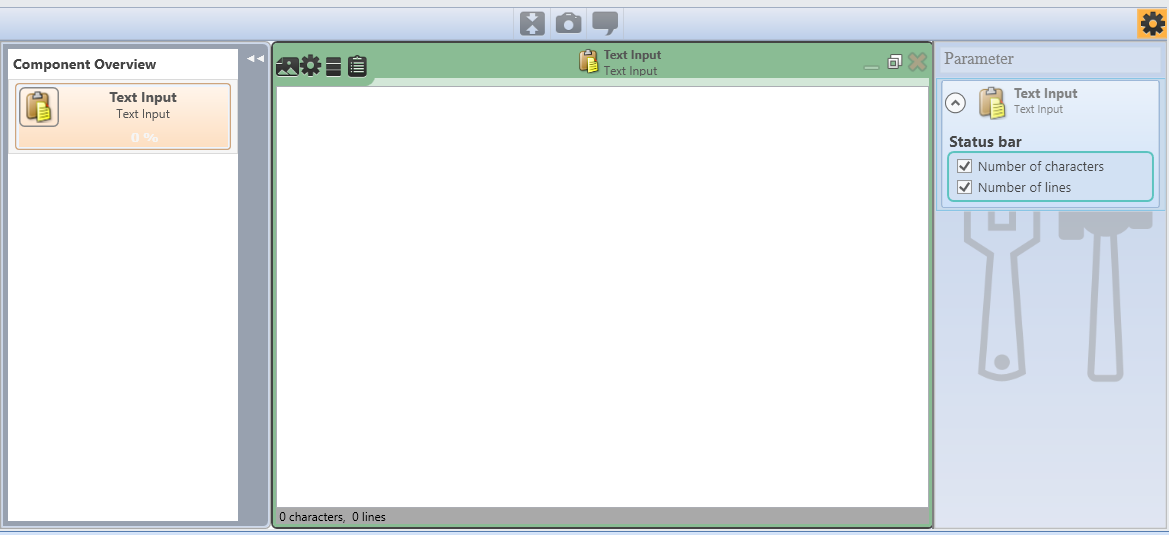 Component Overview
Text Input
Text Input
0 %
Text Input
Text Input
0 characters, 0 lines
Parameter
Text Input
Text Input
Status bar
Number of characters
Number of lines